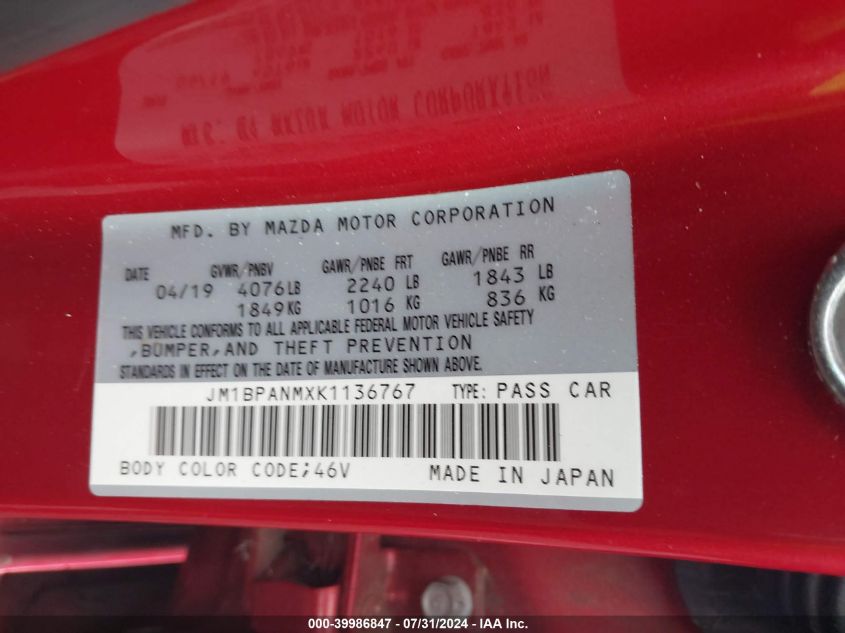 MFD. BY MAZDA MOTOR CORPORATION
DATE GVWR/PNBV GAWR/PNBE FRT GAWR/PNBE RR
04/19 4076LB 2240 LB 1843 LB
1849KG 1016 KG 836 KG
THIS VEHICLE CONFORMS TO ALL APPLICABLE FEDERAL MOTOR VEHICLE SAFETY
,BUMPER,AND THEFT PREVENTION
STANDARDS IN EFFECT ON THE DATE OF MANUFACTURE SHOWN ABOVE.
JM1BPANMXK1136767 TYPE: PASS CAR
BODY COLOR CODE;46V MADE IN JAPAN
000-39986847 / 07/31/2024 - IAA Inc.